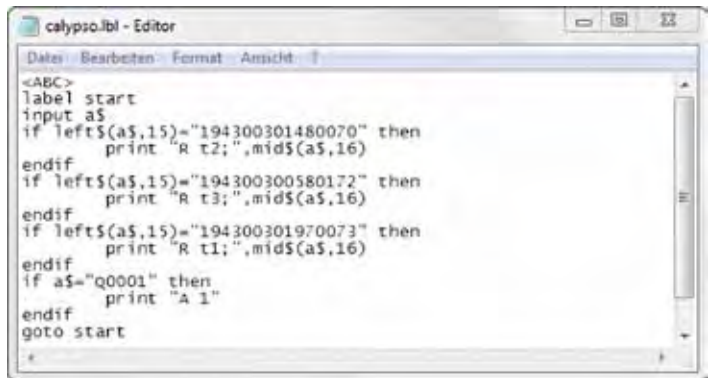 calypso.lbl - Editor
Datei Bearbeiten Format Ansicht ?
<ABC>
label start
input a$
if left$(a$,15)="194300301480070" then
print "R t2;",mid$(a$,16)
endif
if left$(a$,15)="194300300580172" then
print "R t3;",mid$(a$,16)
endif
if left$(a$,15)="194300301970073" then
print "R t1;",mid$(a$,16)
endif
if a$="Q0001" then
print "A 1"
endif
goto start